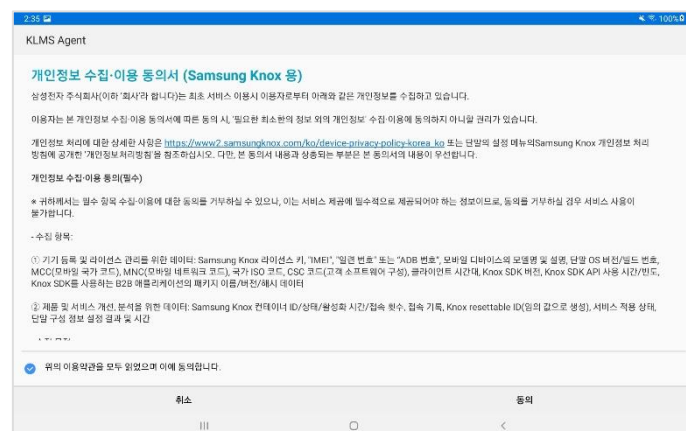 2:35
100%
KLMS Agent
개인정보 수집·이용 동의서 (Samsung Knox 용)
삼성전자 주식회사(이하 '회사'라 합니다)는 최초 서비스 이용시 이용자로부터 아래와 같은 개인정보를 수집하고 있습니다.
이용자는 본 개인정보 수집·이용 동의서에 따른 동의 시, '필요한 최소한의 정보 외의 개인정보' 수집·이용에 동의하지 아니할 권리가 있습니다.
개인정보 처리에 대한 상세한 사항은 https://www2.samsungknox.com/ko/device-privacy-policy-korea_ko 또는 단말의 설정 메뉴의Samsung Knox 개인정보 처리
방침에 공개한 '개인정보처리방침'을 참조하십시오. 다만, 본 동의서 내용과 상충되는 부분은 본 동의서의 내용이 우선합니다.
개인정보 수집·이용 동의(필수)
※ 귀하께서는 필수 항목 수집·이용에 대한 동의를 거부하실 수 있으나, 이는 서비스 제공에 필수적으로 제공되어야 하는 정보이므로, 동의를 거부하실 경우 서비스 사용이
불가합니다.
- 수집 항목:
① 기기 등록 및 라이선스 관리를 위한 데이터: Samsung Knox 라이선스 키, "IMEI", "일련 번호" 또는 "ADB 번호", 모바일 디바이스의 모델명 및 설명, 단말 OS 버전/빌드 번호,
MCC(모바일 국가 코드), MNC(모바일 네트워크 코드), 국가 ISO 코드, CSC 코드(고객 소프트웨어 구성), 클라이언트 시간대, Knox SDK 버전, Knox SDK API 사용 시간/빈도,
Knox SDK를 사용하는 B2B 애플리케이션의 패키지 이름/버전/해시 데이터
② 제품 및 서비스 개선, 분석을 위한 데이터: Samsung Knox 컨테이너 ID/상태/활성화 시간/접속 횟수, 접속 기록, Knox resettable ID(임의 값으로 생성), 서비스 적용 상태,
단말 구성 정보 설정 결과 및 시간
위의 이용약관을 모두 읽었으며 이에 동의합니다.
취소
동의